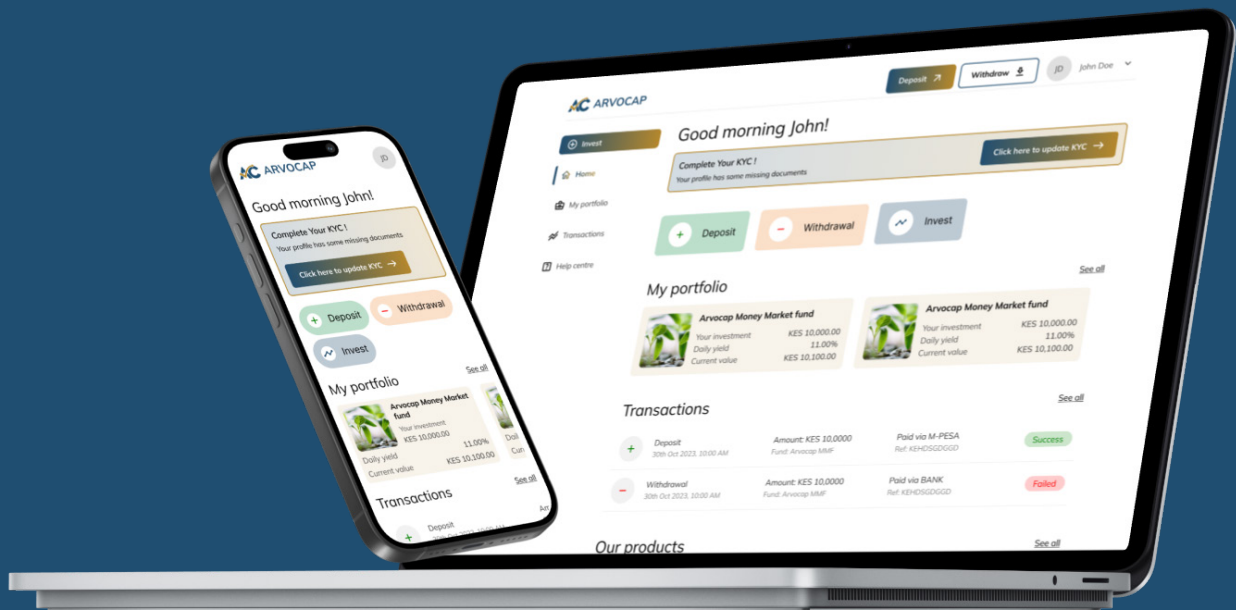 AC ARVOCAP
JD
Good morning John!
Complete Your KYC !
Your profile has some missing documents
Click here to update KYC →
+ Deposit
− Withdrawal
Invest
My portfolio
See all
Arvocap Money Market
fund
Your investment
KES 10,000.00
Daily yield 11.00%
Current value KES 10,100.00
Dail
Cur
Transactions
See all
+ Deposit
AC ARVOCAP
Deposit
Withdraw
JD
John Doe
Invest
Home
My portfolio
Transactions
Help centre
Good morning John!
Complete Your KYC !
Your profile has some missing documents
Click here to update KYC →
+ Deposit
− Withdrawal
Invest
My portfolio
See all
Arvocap Money Market fund
Your investment KES 10,000.00
Daily yield 11.00%
Current value KES 10,100.00
Arvocap Money Market fund
Your investment KES 10,000.00
Daily yield 11.00%
Current value KES 10,100.00
Transactions
See all
+ Deposit Amount: KES 10,0000 Paid via M-PESA Success
30th Oct 2023, 10:00 AM Fund: Arvocap MMF Ref: KEHDSGDGGD
− Withdrawal Amount: KES 10,0000 Paid via BANK Failed
30th Oct 2023, 10:00 AM Fund: Arvocap MMF Ref: KEHDSGDGGD
Our products
See all